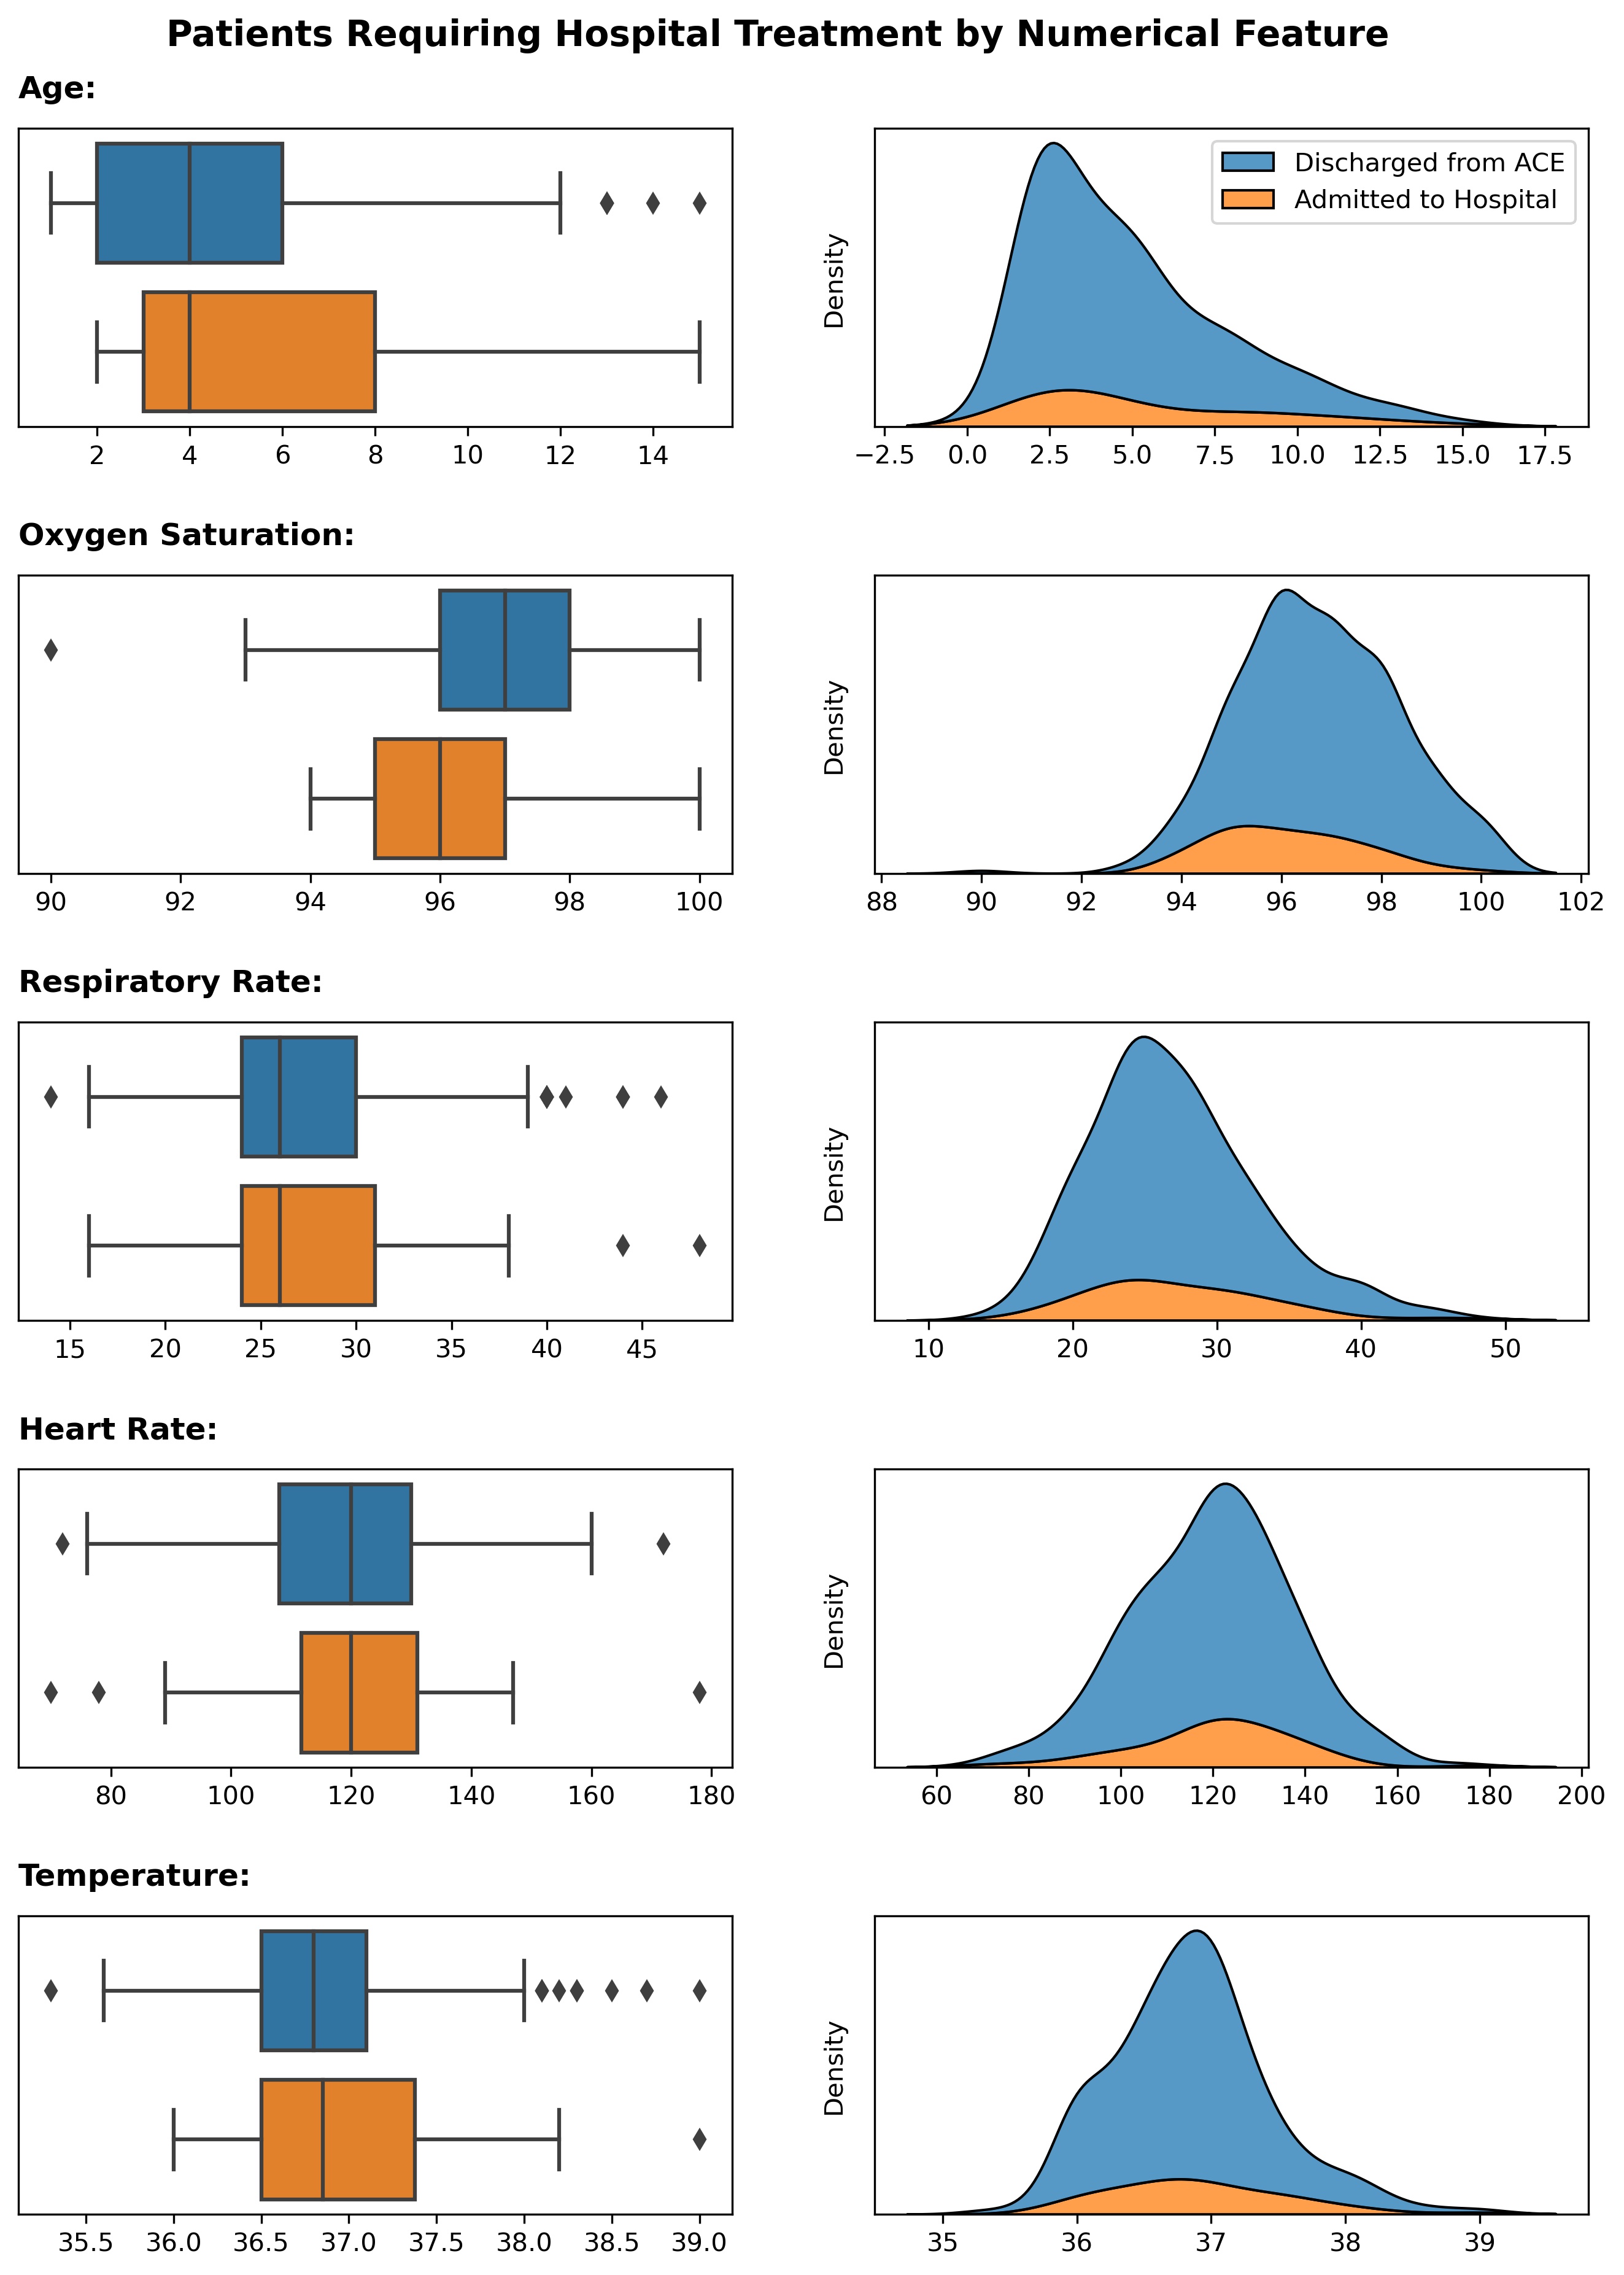 Patients Requiring Hospital Treatment by Numerical Feature
Age:
2 4 6 8 10 12 14
Density
Discharged from ACE
Admitted to Hospital
−2.5 0.0 2.5 5.0 7.5 10.0 12.5 15.0 17.5
Oxygen Saturation:
90 92 94 96 98 100
Density
88 90 92 94 96 98 100 102
Respiratory Rate:
15 20 25 30 35 40 45
Density
10 20 30 40 50
Heart Rate:
80 100 120 140 160 180
Density
60 80 100 120 140 160 180 200
Temperature:
35.5 36.0 36.5 37.0 37.5 38.0 38.5 39.0
Density
35 36 37 38 39